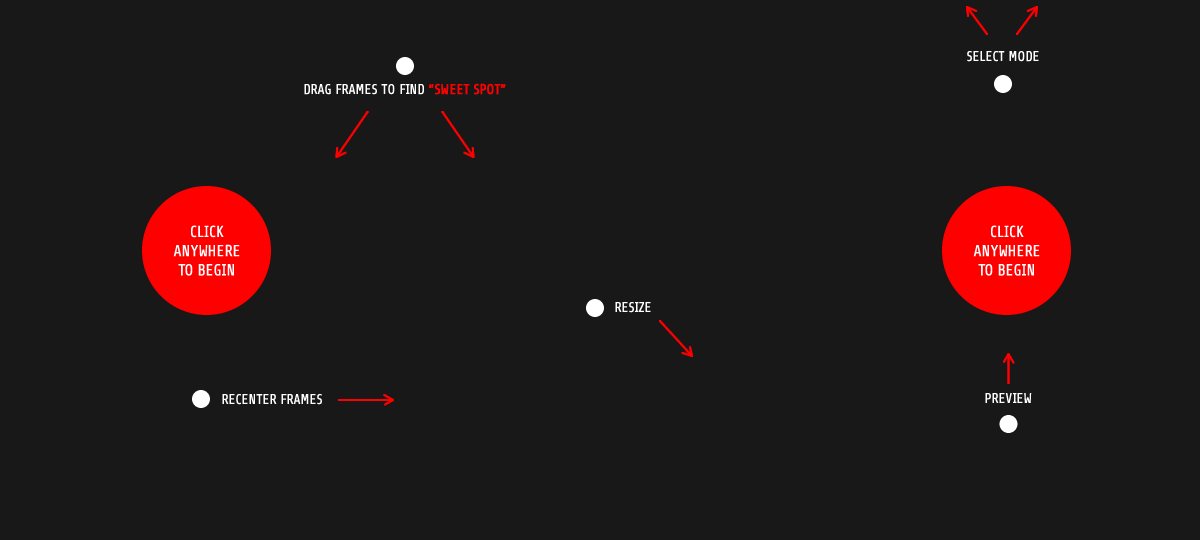 SELECT MODE
DRAG FRAMES TO FIND "SWEET SPOT"
CLICK
ANYWHERE
TO BEGIN
CLICK
ANYWHERE
TO BEGIN
RESIZE
RECENTER FRAMES
PREVIEW